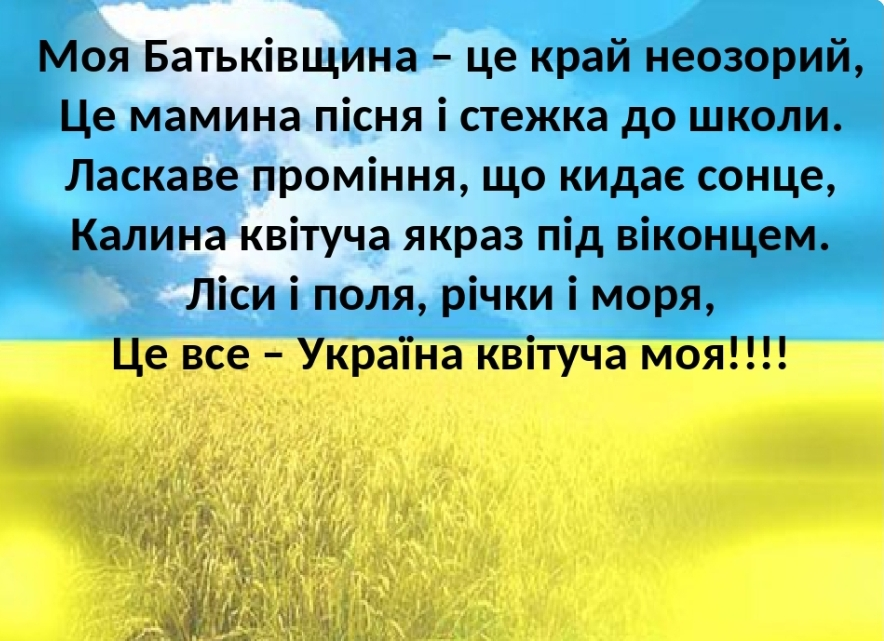 Моя Батьківщина – це край неозорий,
Це мамина пісня і стежка до школи.
Ласкаве проміння, що кидає сонце,
Калина квітуча якраз під віконцем.
Ліси і поля, річки і моря,
Це все – Україна квітуча моя!!!!